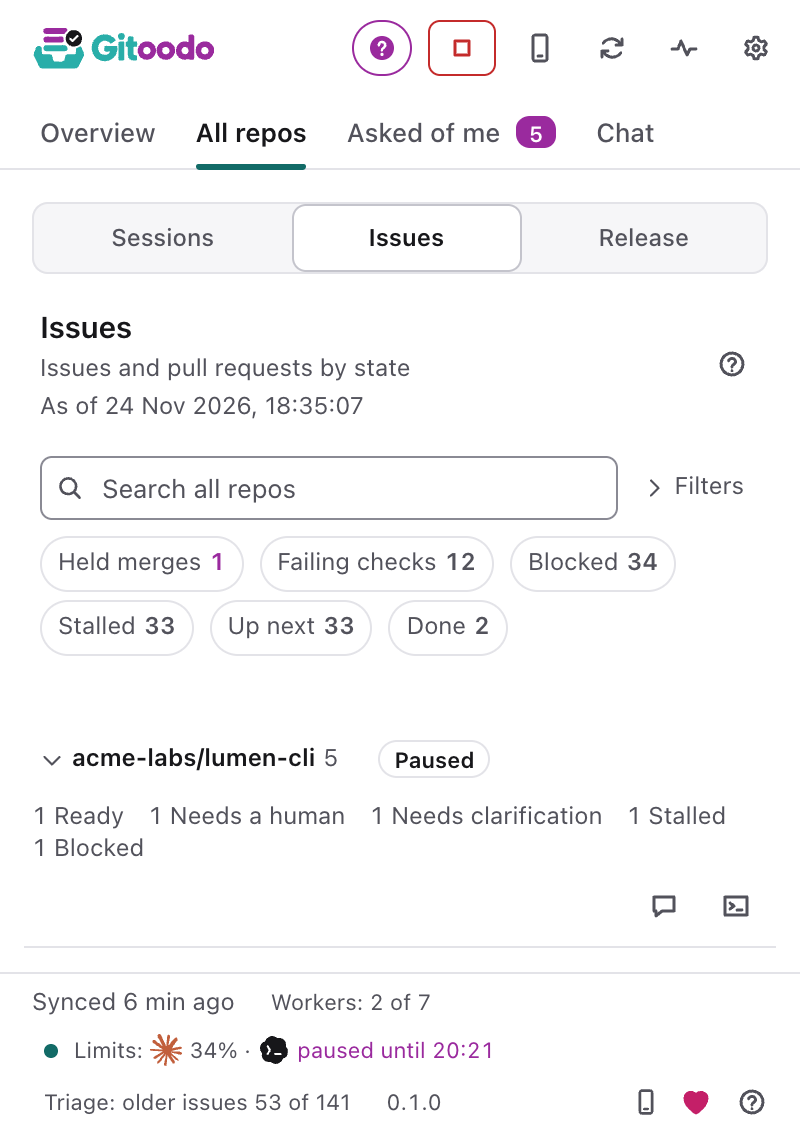 Gitoodo
Overview All repos Asked of me 5 Chat
Sessions Issues Release
Issues
Issues and pull requests by state
As of 24 Nov 2026, 18:35:07
Search all repos Filters
Held merges 1 Failing checks 12 Blocked 34
Stalled 33 Up next 33 Done 2
acme-labs/lumen-cli 5 Paused
1 Ready 1 Needs a human 1 Needs clarification 1 Stalled
1 Blocked
Synced 6 min ago Workers: 2 of 7
Limits: 34% · paused until 20:21
Triage: older issues 53 of 141 0.1.0